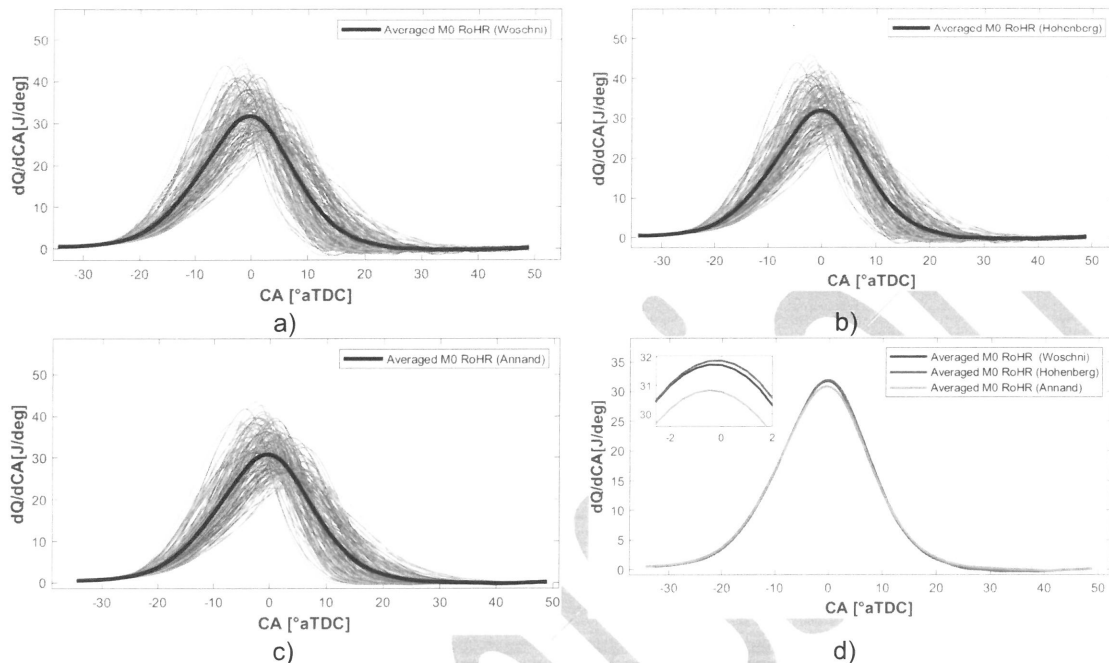 50
40
30
20
10
0
dQ/dCA[J/deg]
Averaged M0 RoHR (Woschni)
-30 -20 -10 0 10 20 30 40 50
CA [°aTDC]
a)
50
40
30
20
10
0
dQ/dCA[J/deg]
Averaged M0 RoHR (Hohenberg)
-30 -20 -10 0 10 20 30 40 50
CA [°aTDC]
b)
50
40
30
20
10
0
dQ/dCA[J/deg]
Averaged M0 RoHR (Annand)
-30 -20 -10 0 10 20 30 40 50
CA [°aTDC]
c)
35
30
25
20
15
10
5
0
dQ/dCA[J/deg]
32
31
30
-2 0 2
Averaged M0 RoHR (Woschni)
Averaged M0 RoHR (Hohenberg)
Averaged M0 RoHR (Annand)
-30 -20 -10 0 10 20 30 40 50
CA [°aTDC]
d)